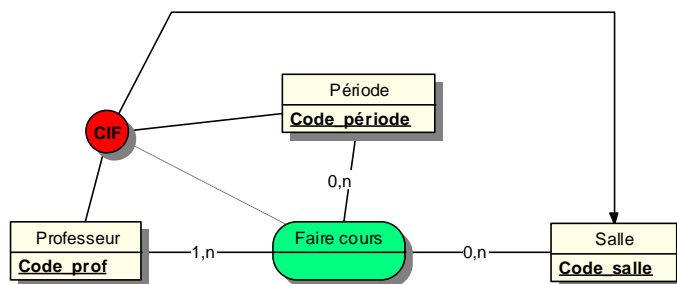 Période
Code_période
CIF
0,n
Professeur
Code_prof
1,n
Faire cours
0,n
Salle
Code_salle